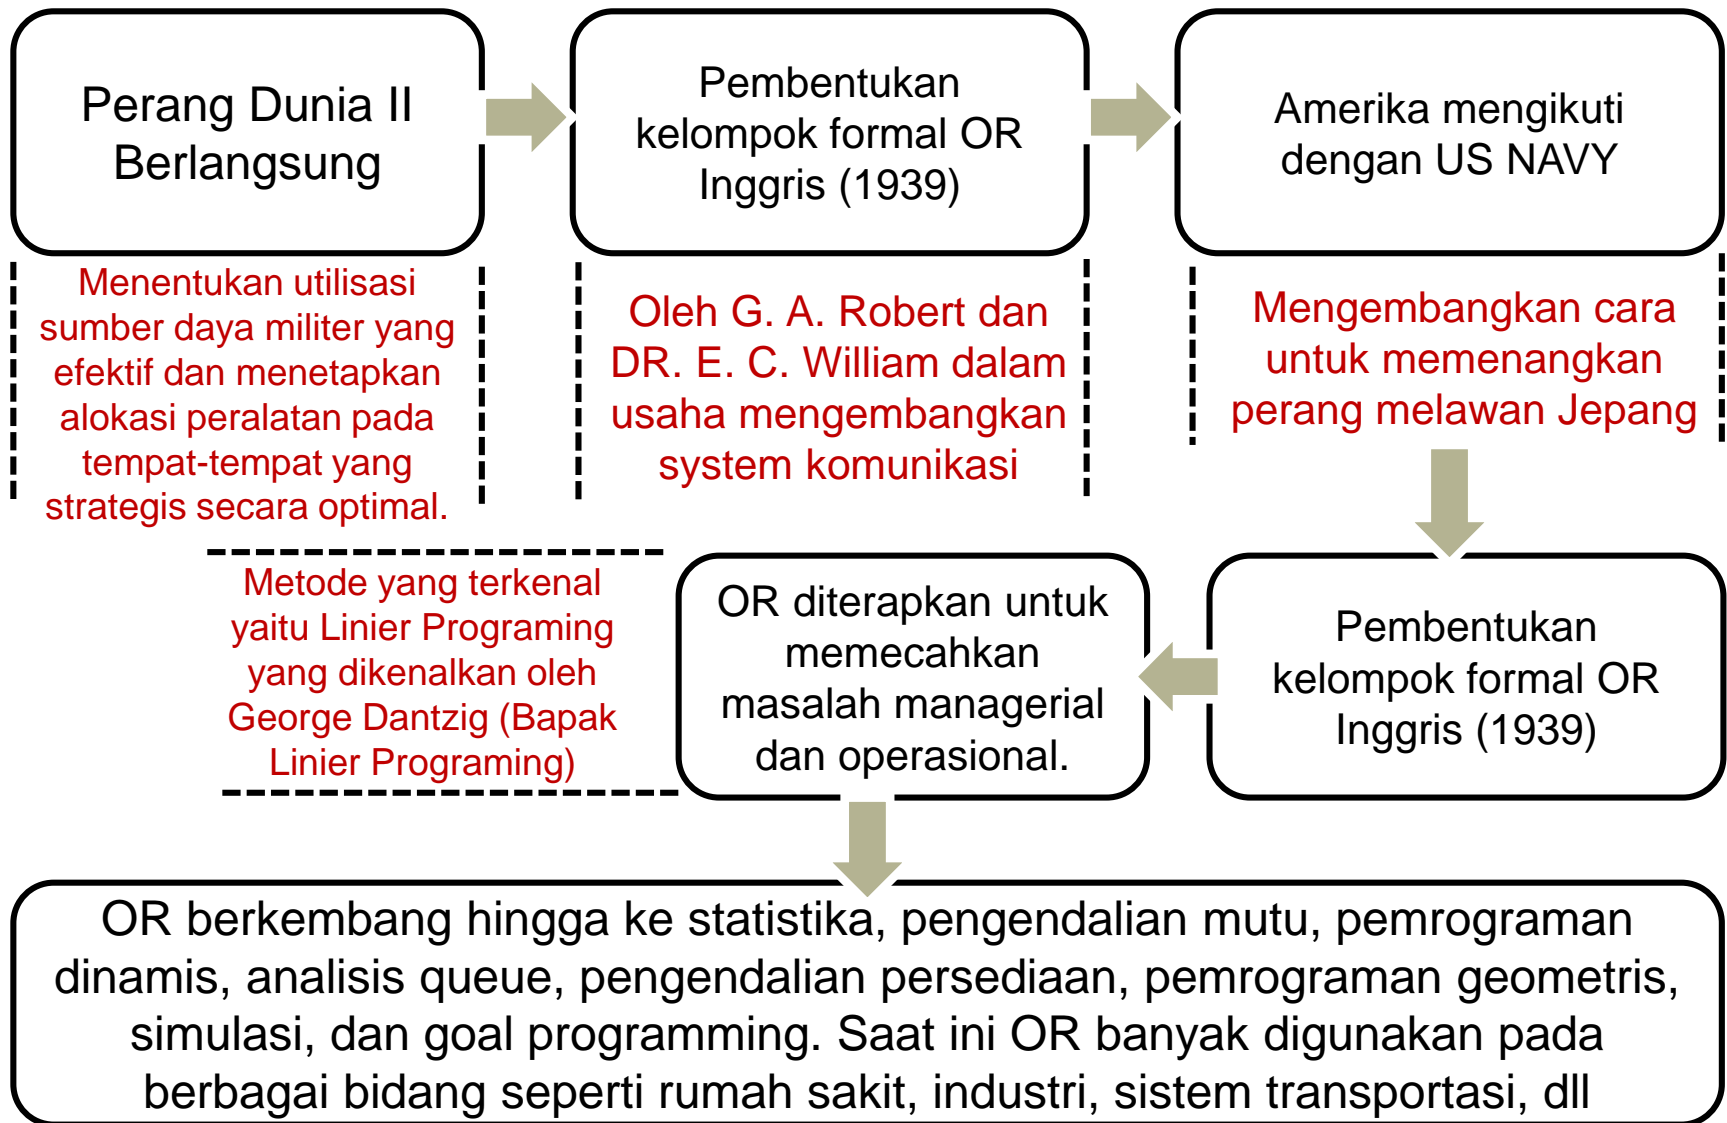 Perang Dunia II
Berlangsung
Pembentukan
kelompok formal OR
Inggris (1939)
Amerika mengikuti
dengan US NAVY
Menentukan utilisasi
sumber daya militer yang
efektif dan menetapkan
alokasi peralatan pada
tempat-tempat yang
strategis secara optimal.
Oleh G. A. Robert dan
DR. E. C. William dalam
usaha mengembangkan
system komunikasi
Mengembangkan cara
untuk memenangkan
perang melawan Jepang
Pembentukan
kelompok formal OR
Inggris (1939)
OR diterapkan untuk
memecahkan
masalah managerial
dan operasional.
Metode yang terkenal
yaitu Linier Programing
yang dikenalkan oleh
George Dantzig (Bapak
Linier Programing)
OR berkembang hingga ke statistika, pengendalian mutu, pemrograman
dinamis, analisis queue, pengendalian persediaan, pemrograman geometris,
simulasi, dan goal programming. Saat ini OR banyak digunakan pada
berbagai bidang seperti rumah sakit, industri, sistem transportasi, dll